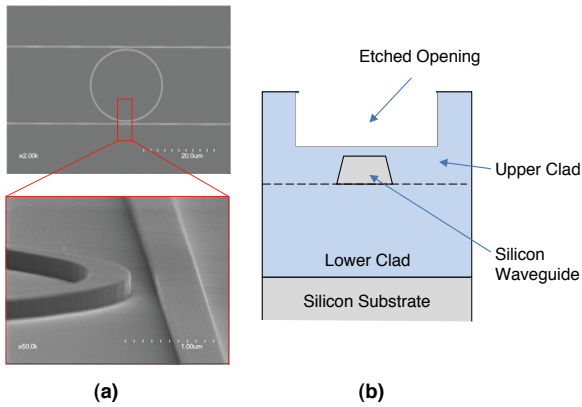 x2.00k
20.0um
x50.0k
1.00um
(a)
Etched Opening
Upper Clad
Silicon
Waveguide
Lower Clad
Silicon Substrate
(b)